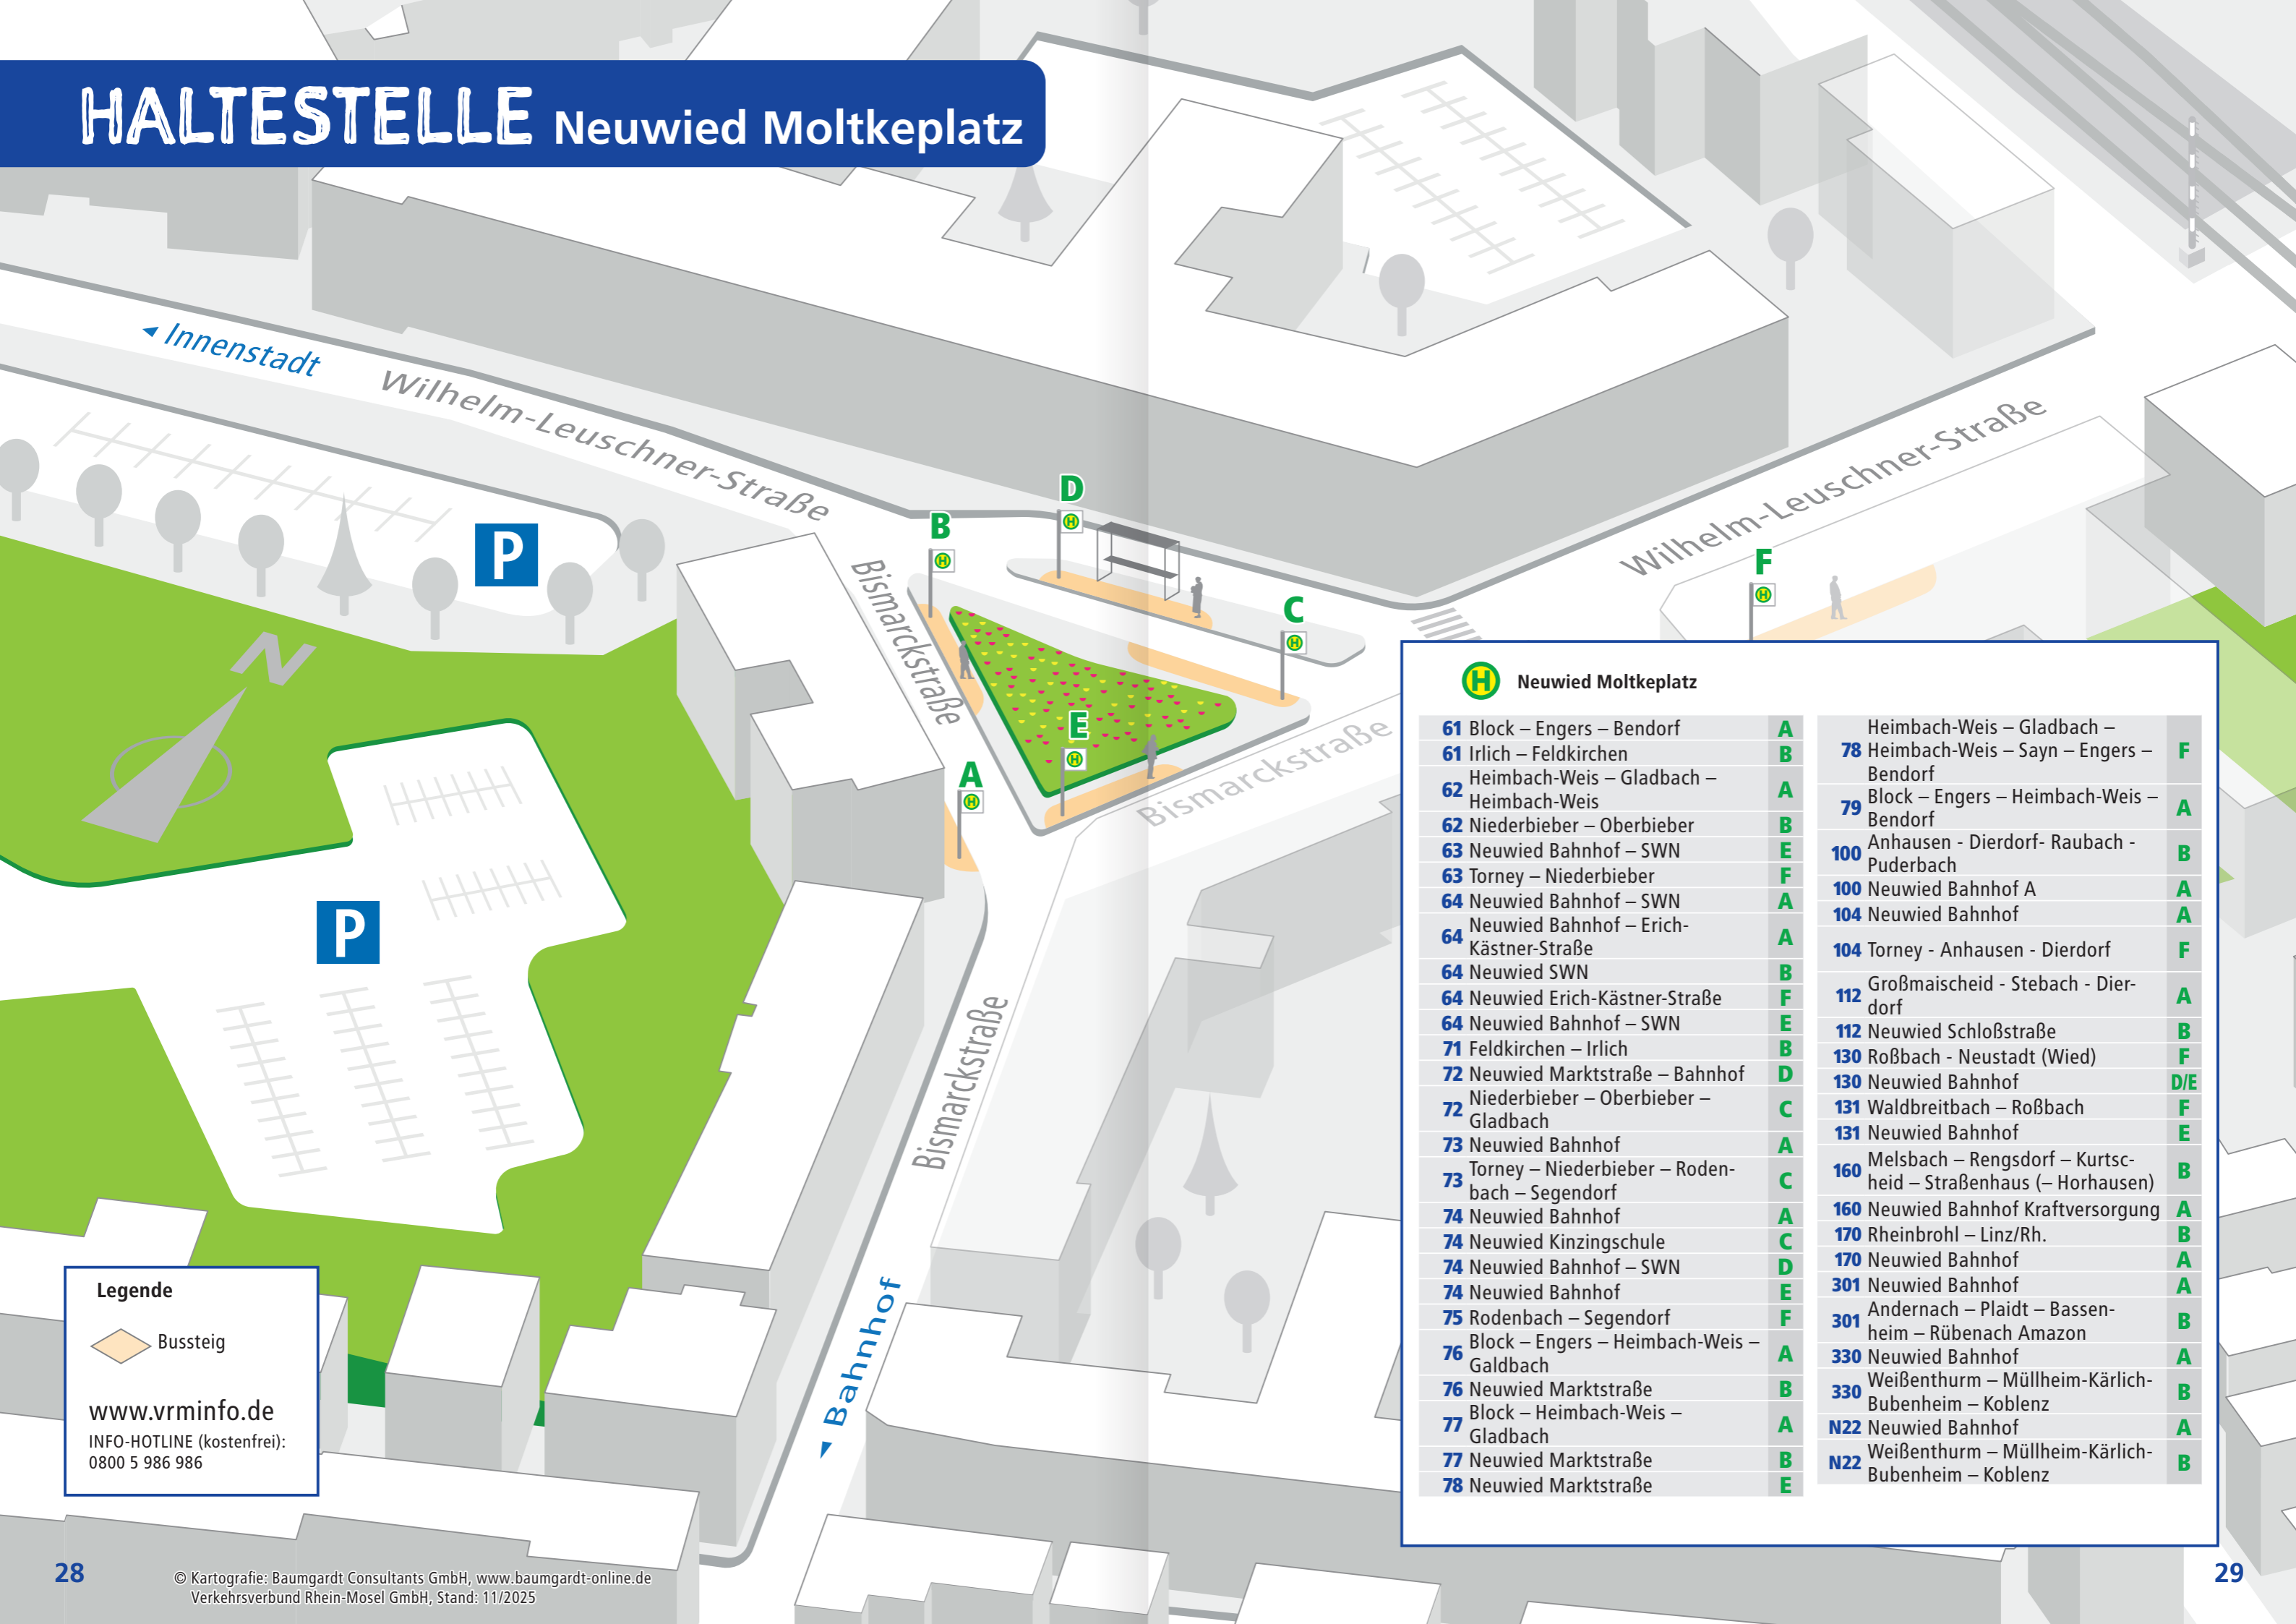 HALTESTELLE Neuwied Moltkeplatz
Innenstadt
Wilhelm-Leuschner-Straße
Wilhelm-Leuschner-Straße
P
N
P
Bismarckstraße
Bismarckstraße
Bismarckstraße
Bahnhof
D
H
B
H
C
H
F
H
E
H
A
H
H Neuwied Moltkeplatz
61 Block – Engers – Bendorf A
61 Irlich – Feldkirchen B
62 Heimbach-Weis – Gladbach –
Heimbach-Weis A
62 Niederbieber – Oberbieber B
63 Neuwied Bahnhof – SWN E
63 Torney – Niederbieber F
64 Neuwied Bahnhof – SWN A
64 Neuwied Bahnhof – Erich-
Kästner-Straße A
64 Neuwied SWN B
64 Neuwied Erich-Kästner-Straße F
64 Neuwied Bahnhof – SWN E
71 Feldkirchen – Irlich B
72 Neuwied Marktstraße – Bahnhof D
72 Niederbieber – Oberbieber –
Gladbach C
73 Neuwied Bahnhof A
73 Torney – Niederbieber – Roden-
bach – Segendorf C
74 Neuwied Bahnhof A
74 Neuwied Kinzingschule C
74 Neuwied Bahnhof – SWN D
74 Neuwied Bahnhof E
75 Rodenbach – Segendorf F
76 Block – Engers – Heimbach-Weis –
Galdbach A
76 Neuwied Marktstraße B
77 Block – Heimbach-Weis –
Gladbach A
77 Neuwied Marktstraße B
78 Neuwied Marktstraße E
Heimbach-Weis – Gladbach –
78 Heimbach-Weis – Sayn – Engers – F
Bendorf
79 Block – Engers – Heimbach-Weis –
Bendorf A
100 Anhausen - Dierdorf- Raubach -
Puderbach B
100 Neuwied Bahnhof A A
104 Neuwied Bahnhof A
104 Torney - Anhausen - Dierdorf F
112 Großmaischeid - Stebach - Dier-
dorf A
112 Neuwied Schloßstraße B
130 Roßbach - Neustadt (Wied) F
130 Neuwied Bahnhof D/E
131 Waldbreitbach – Roßbach F
131 Neuwied Bahnhof E
160 Melsbach – Rengsdorf – Kurtsc-
heid – Straßenhaus (– Horhausen) B
160 Neuwied Bahnhof Kraftversorgung A
170 Rheinbrohl – Linz/Rh. B
170 Neuwied Bahnhof A
301 Neuwied Bahnhof A
301 Andernach – Plaidt – Bassen-
heim – Rübenach Amazon B
330 Neuwied Bahnhof A
330 Weißenthurm – Müllheim-Kärlich-
Bubenheim – Koblenz B
N22 Neuwied Bahnhof A
N22 Weißenthurm – Müllheim-Kärlich-
Bubenheim – Koblenz B
Legende
Bussteig
www.vrminfo.de
INFO-HOTLINE (kostenfrei):
0800 5 986 986
28
© Kartografie: Baumgardt Consultants GmbH, www.baumgardt-online.de
Verkehrsverbund Rhein-Mosel GmbH, Stand: 11/2025
29